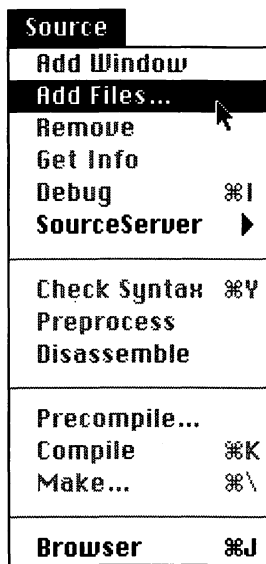 Source
Add Window
Add Files...
Remove
Get Info
Debug ⌘I
SourceServer ▶
Check Syntax ⌘Y
Preprocess
Disassemble
Precompile...
Compile ⌘K
Make... ⌘\
Browser ⌘J